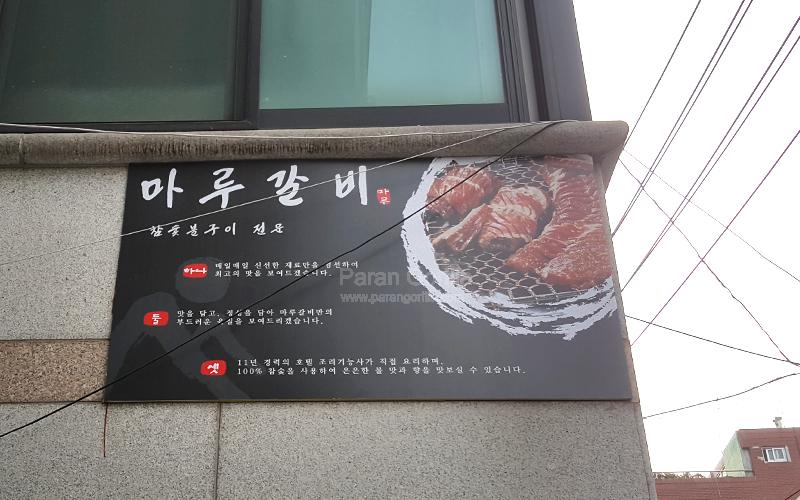 마루갈비
마루
참숯불구이 전문
하나
매일매일 신선한 재료만을 엄선하여
최고의 맛을 보여드겠습니다.
둘
맛을 담고, 정성을 담아 마루갈비만의
부드러운 육질을 보여드리겠습니다.
셋
11년 경력의 호텔 조리기능사가 직접 요리하며,
100% 참숯을 사용하여 은은한 불 맛과 향을 맛보실 수 있습니다.
Paran